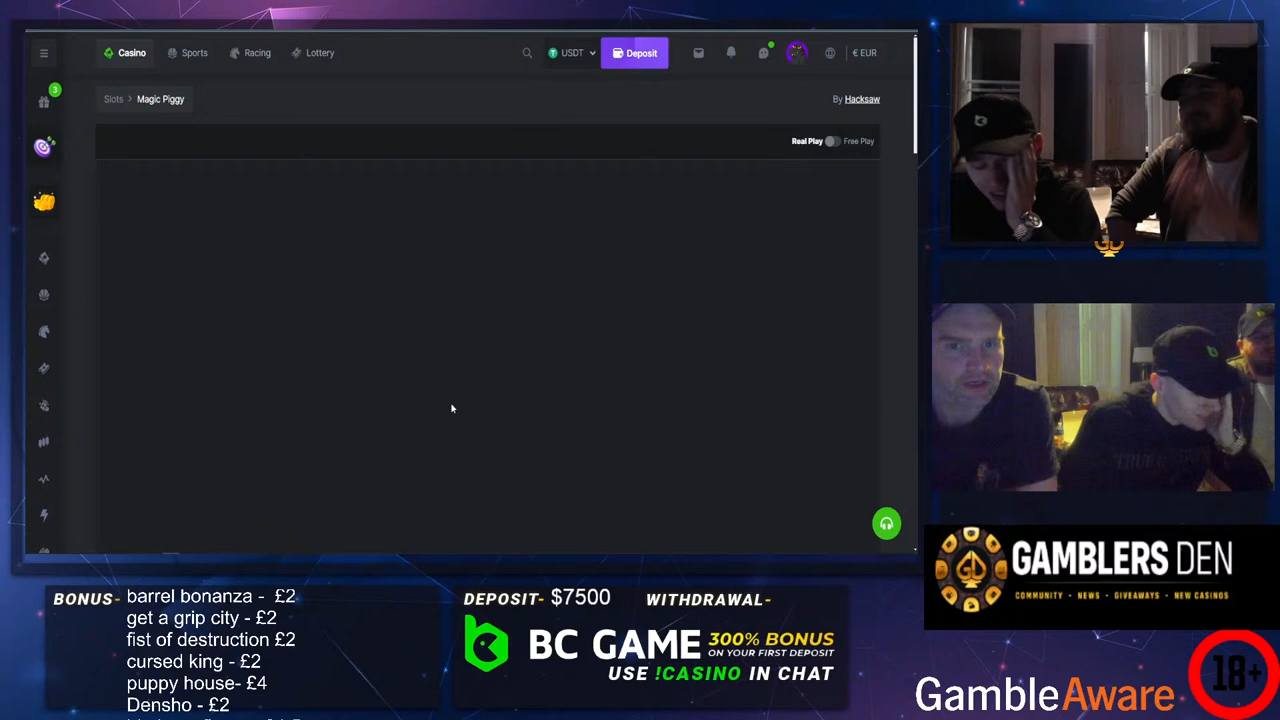 Casino Sports Racing Lottery USDT Deposit € EUR
3
Slots > Magic Piggy By Hacksaw
Real Play Free Play
BONUS- barrel bonanza - £2
get a grip city - £2
fist of destruction £2
cursed king - £2
puppy house- £4
Densho - £2
DEPOSIT- $7500 WITHDRAWAL-
BC GAME 300% BONUS
ON YOUR FIRST DEPOSIT
USE !CASINO IN CHAT
GD
GAMBLERS DEN
COMMUNITY - NEWS - GIVEAWAYS - NEW CASINOS
GambleAware
18+